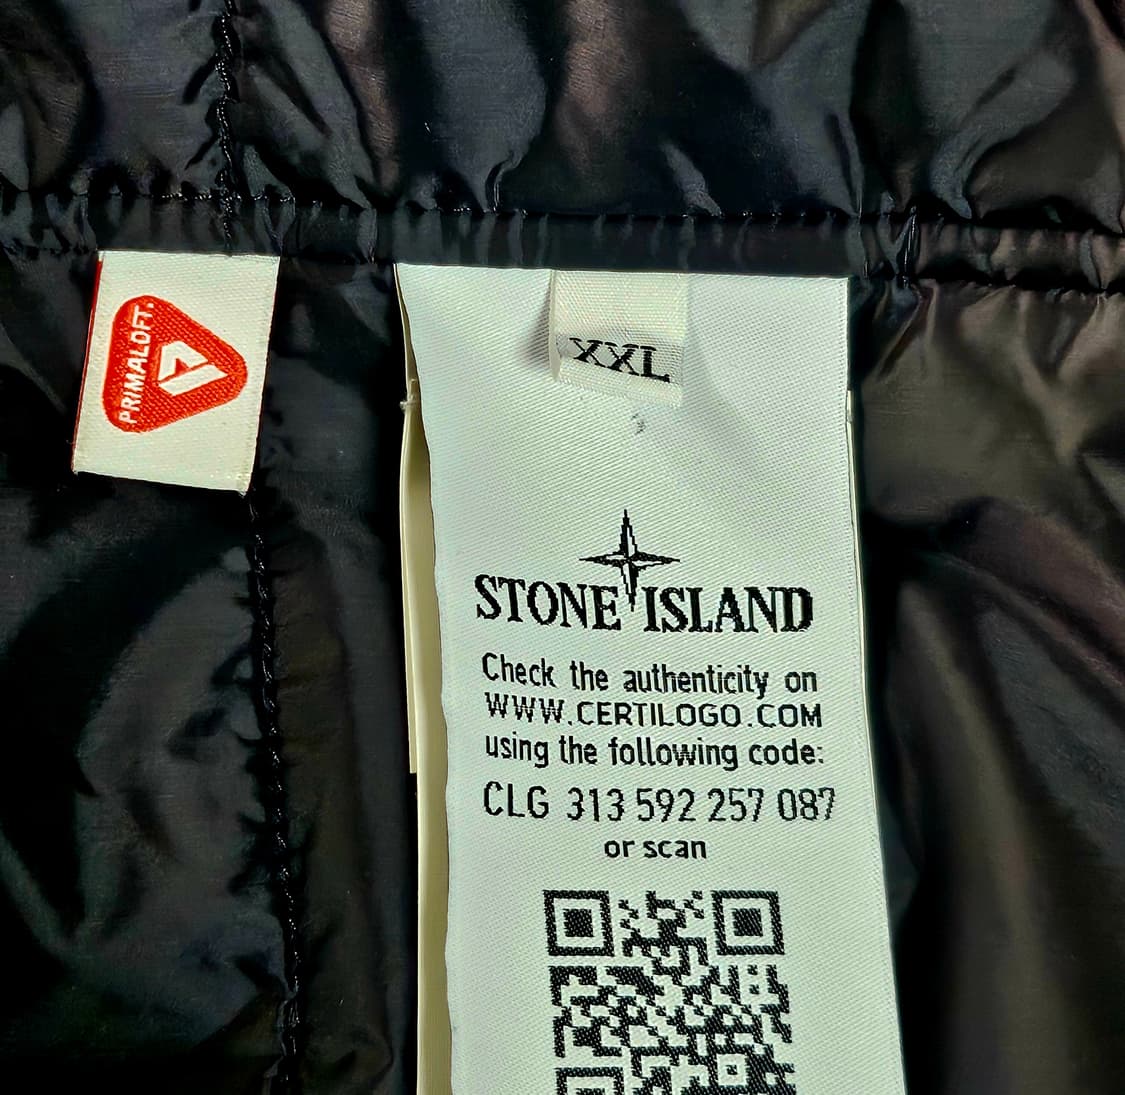 PRIMALOFT.
XXL
STONE ISLAND
Check the authenticity on
WWW.CERTILOGO.COM
using the following code:
CLG 313 592 257 087
or scan